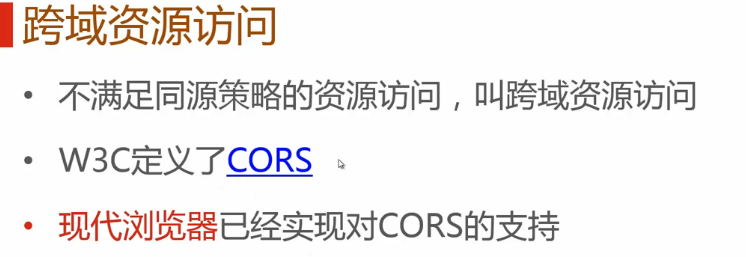 跨域资源访问
• 不满足同源策略的资源访问，叫跨域资源访问
• W3C定义了CORS
• 现代浏览器已经实现对CORS的支持